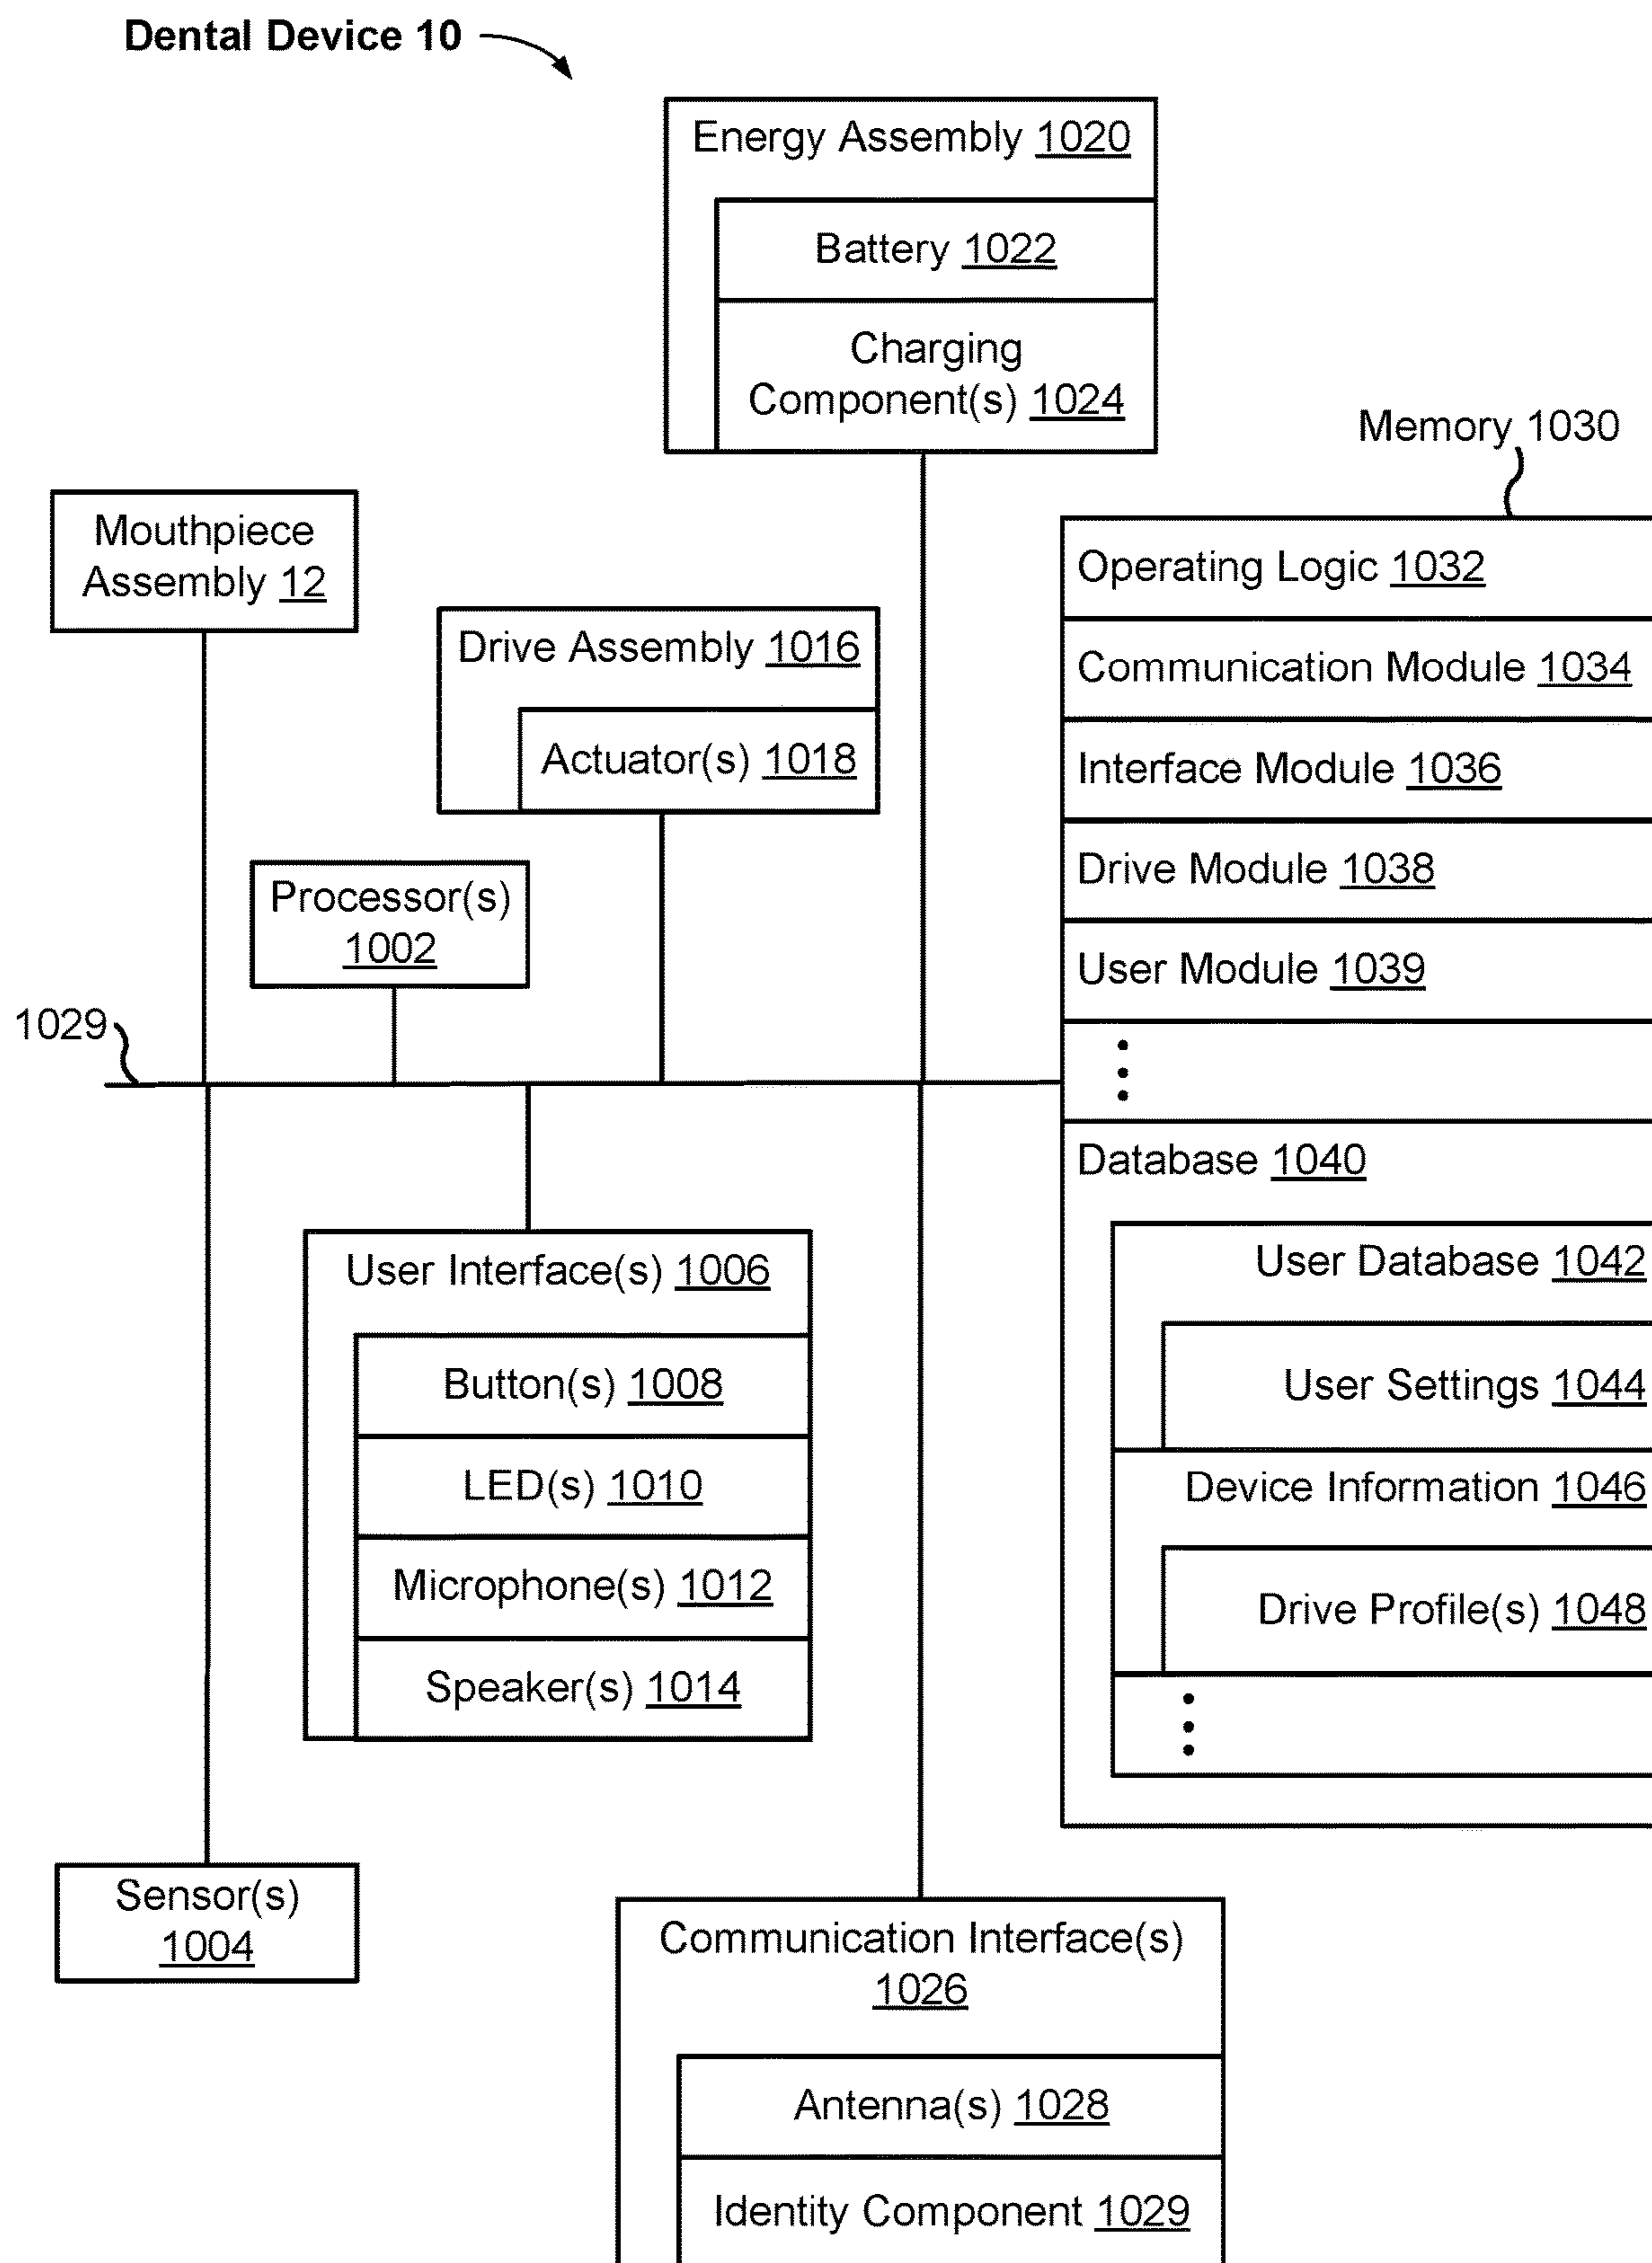 Dental Device 10
Energy Assembly 1020
Battery 1022
Charging
Component(s) 1024
Memory 1030
Mouthpiece
Assembly 12
Operating Logic 1032
Drive Assembly 1016
Communication Module 1034
Actuator(s) 1018
Interface Module 1036
Drive Module 1038
Processor(s)
1002
User Module 1039
1029
Database 1040
User Interface(s) 1006
User Database 1042
Button(s) 1008
User Settings 1044
LED(s) 1010
Device Information 1046
Microphone(s) 1012
Drive Profile(s) 1048
Speaker(s) 1014
Sensor(s)
1004
Communication Interface(s)
1026
Antenna(s) 1028
Identity Component 1029